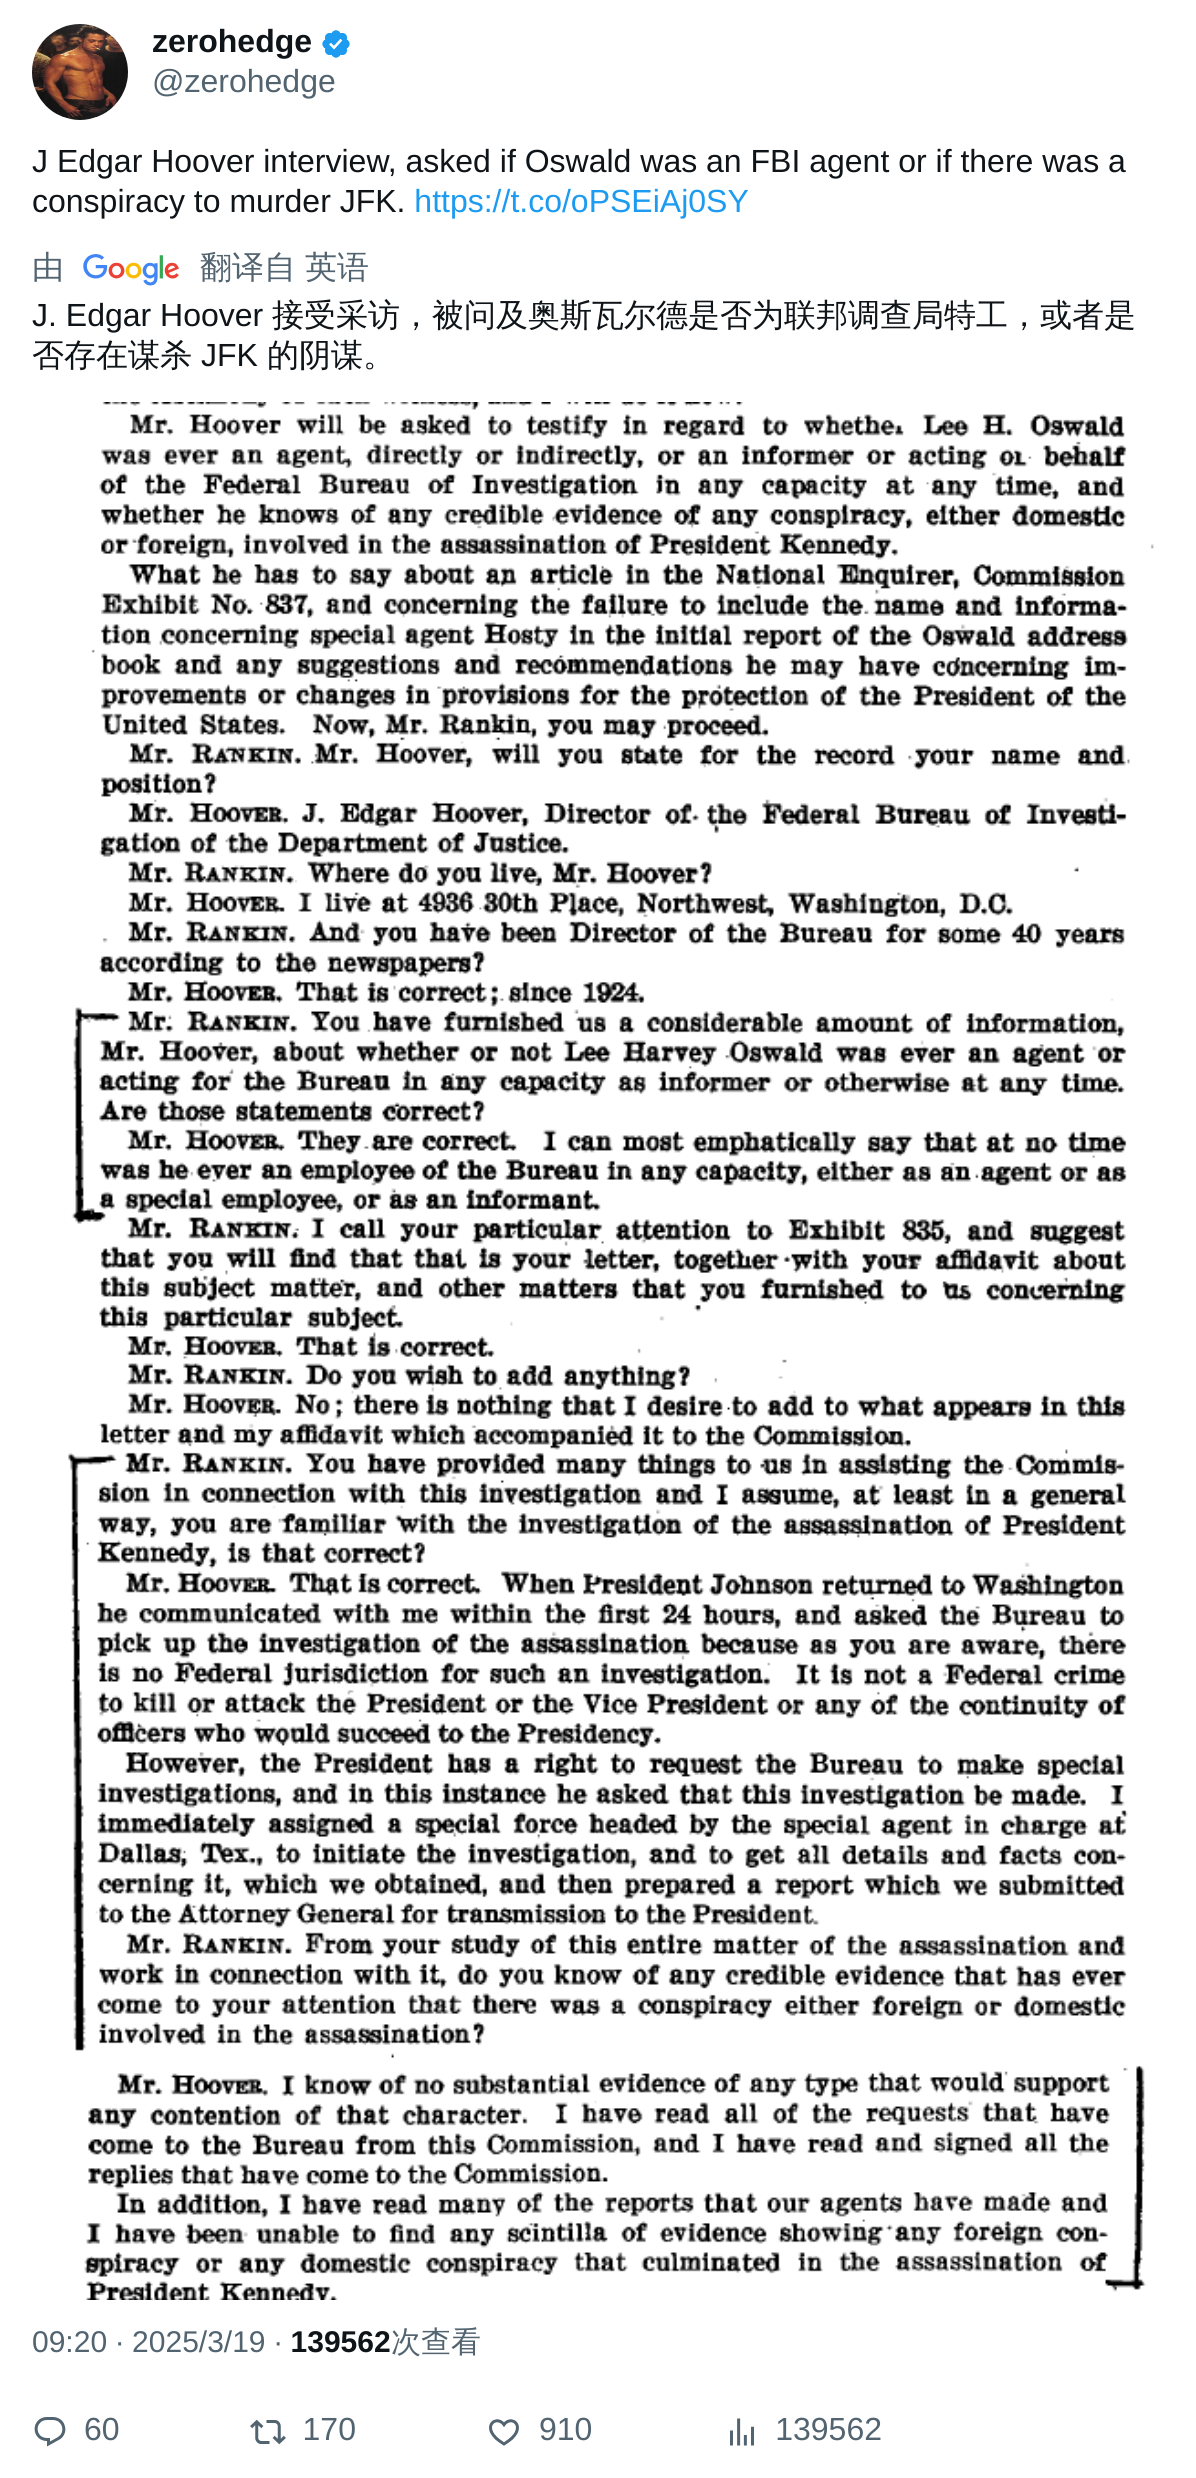 zerohedge
@zerohedge
J Edgar Hoover interview, asked if Oswald was an FBI agent or if there was a
conspiracy to murder JFK. https://t.co/oPSEiAj0SY
由 Google 翻译自 英语
J. Edgar Hoover 接受采访，被问及奥斯瓦尔德是否为联邦调查局特工，或者是
否存在谋杀 JFK 的阴谋。
Mr. Hoover will be asked to testify in regard to whether Lee H. Oswald
was ever an agent, directly or indirectly, or an informer or acting on behalf
of the Federal Bureau of Investigation in any capacity at any time, and
whether he knows of any credible evidence of any conspiracy, either domestic
or foreign, involved in the assassination of President Kennedy.
What he has to say about an article in the National Enquirer, Commission
Exhibit No. 837, and concerning the failure to include the name and informa-
tion concerning special agent Hosty in the initial report of the Oswald address
book and any suggestions and recommendations he may have concerning im-
provements or changes in provisions for the protection of the President of the
United States. Now, Mr. Rankin, you may proceed.
Mr. RANKIN. Mr. Hoover, will you state for the record your name and
position?
Mr. HOOVER. J. Edgar Hoover, Director of the Federal Bureau of Investi-
gation of the Department of Justice.
Mr. RANKIN. Where do you live, Mr. Hoover?
Mr. HOOVER. I live at 4936 30th Place, Northwest, Washington, D.C.
Mr. RANKIN. And you have been Director of the Bureau for some 40 years
according to the newspapers?
Mr. HOOVER. That is correct; since 1924.
Mr. RANKIN. You have furnished us a considerable amount of information,
Mr. Hoover, about whether or not Lee Harvey Oswald was ever an agent or
acting for the Bureau in any capacity as informer or otherwise at any time.
Are those statements correct?
Mr. HOOVER. They are correct. I can most emphatically say that at no time
was he ever an employee of the Bureau in any capacity, either as an agent or as
a special employee, or as an informant.
Mr. RANKIN. I call your particular attention to Exhibit 835, and suggest
that you will find that that is your letter, together with your affidavit about
this subject matter, and other matters that you furnished to us concerning
this particular subject.
Mr. HOOVER. That is correct.
Mr. RANKIN. Do you wish to add anything?
Mr. HOOVER. No; there is nothing that I desire to add to what appears in this
letter and my affidavit which accompanied it to the Commission.
Mr. RANKIN. You have provided many things to us in assisting the Commis-
sion in connection with this investigation and I assume, at least in a general
way, you are familiar with the investigation of the assassination of President
Kennedy, is that correct?
Mr. HOOVER. That is correct. When President Johnson returned to Washington
he communicated with me within the first 24 hours, and asked the Bureau to
pick up the investigation of the assassination because as you are aware, there
is no Federal jurisdiction for such an investigation. It is not a Federal crime
to kill or attack the President or the Vice President or any of the continuity of
officers who would succeed to the Presidency.
However, the President has a right to request the Bureau to make special
investigations, and in this instance he asked that this investigation be made. I
immediately assigned a special force headed by the special agent in charge at
Dallas, Tex., to initiate the investigation, and to get all details and facts con-
cerning it, which we obtained, and then prepared a report which we submitted
to the Attorney General for transmission to the President.
Mr. RANKIN. From your study of this entire matter of the assassination and
work in connection with it, do you know of any credible evidence that has ever
come to your attention that there was a conspiracy either foreign or domestic
involved in the assassination?
Mr. HOOVER. I know of no substantial evidence of any type that would support
any contention of that character. I have read all of the requests that have
come to the Bureau from this Commission, and I have read and signed all the
replies that have come to the Commission.
In addition, I have read many of the reports that our agents have made and
I have been unable to find any scintilla of evidence showing any foreign con-
spiracy or any domestic conspiracy that culminated in the assassination of
President Kennedy.
09:20 · 2025/3/19 · 139562次查看
60 170 910 139562